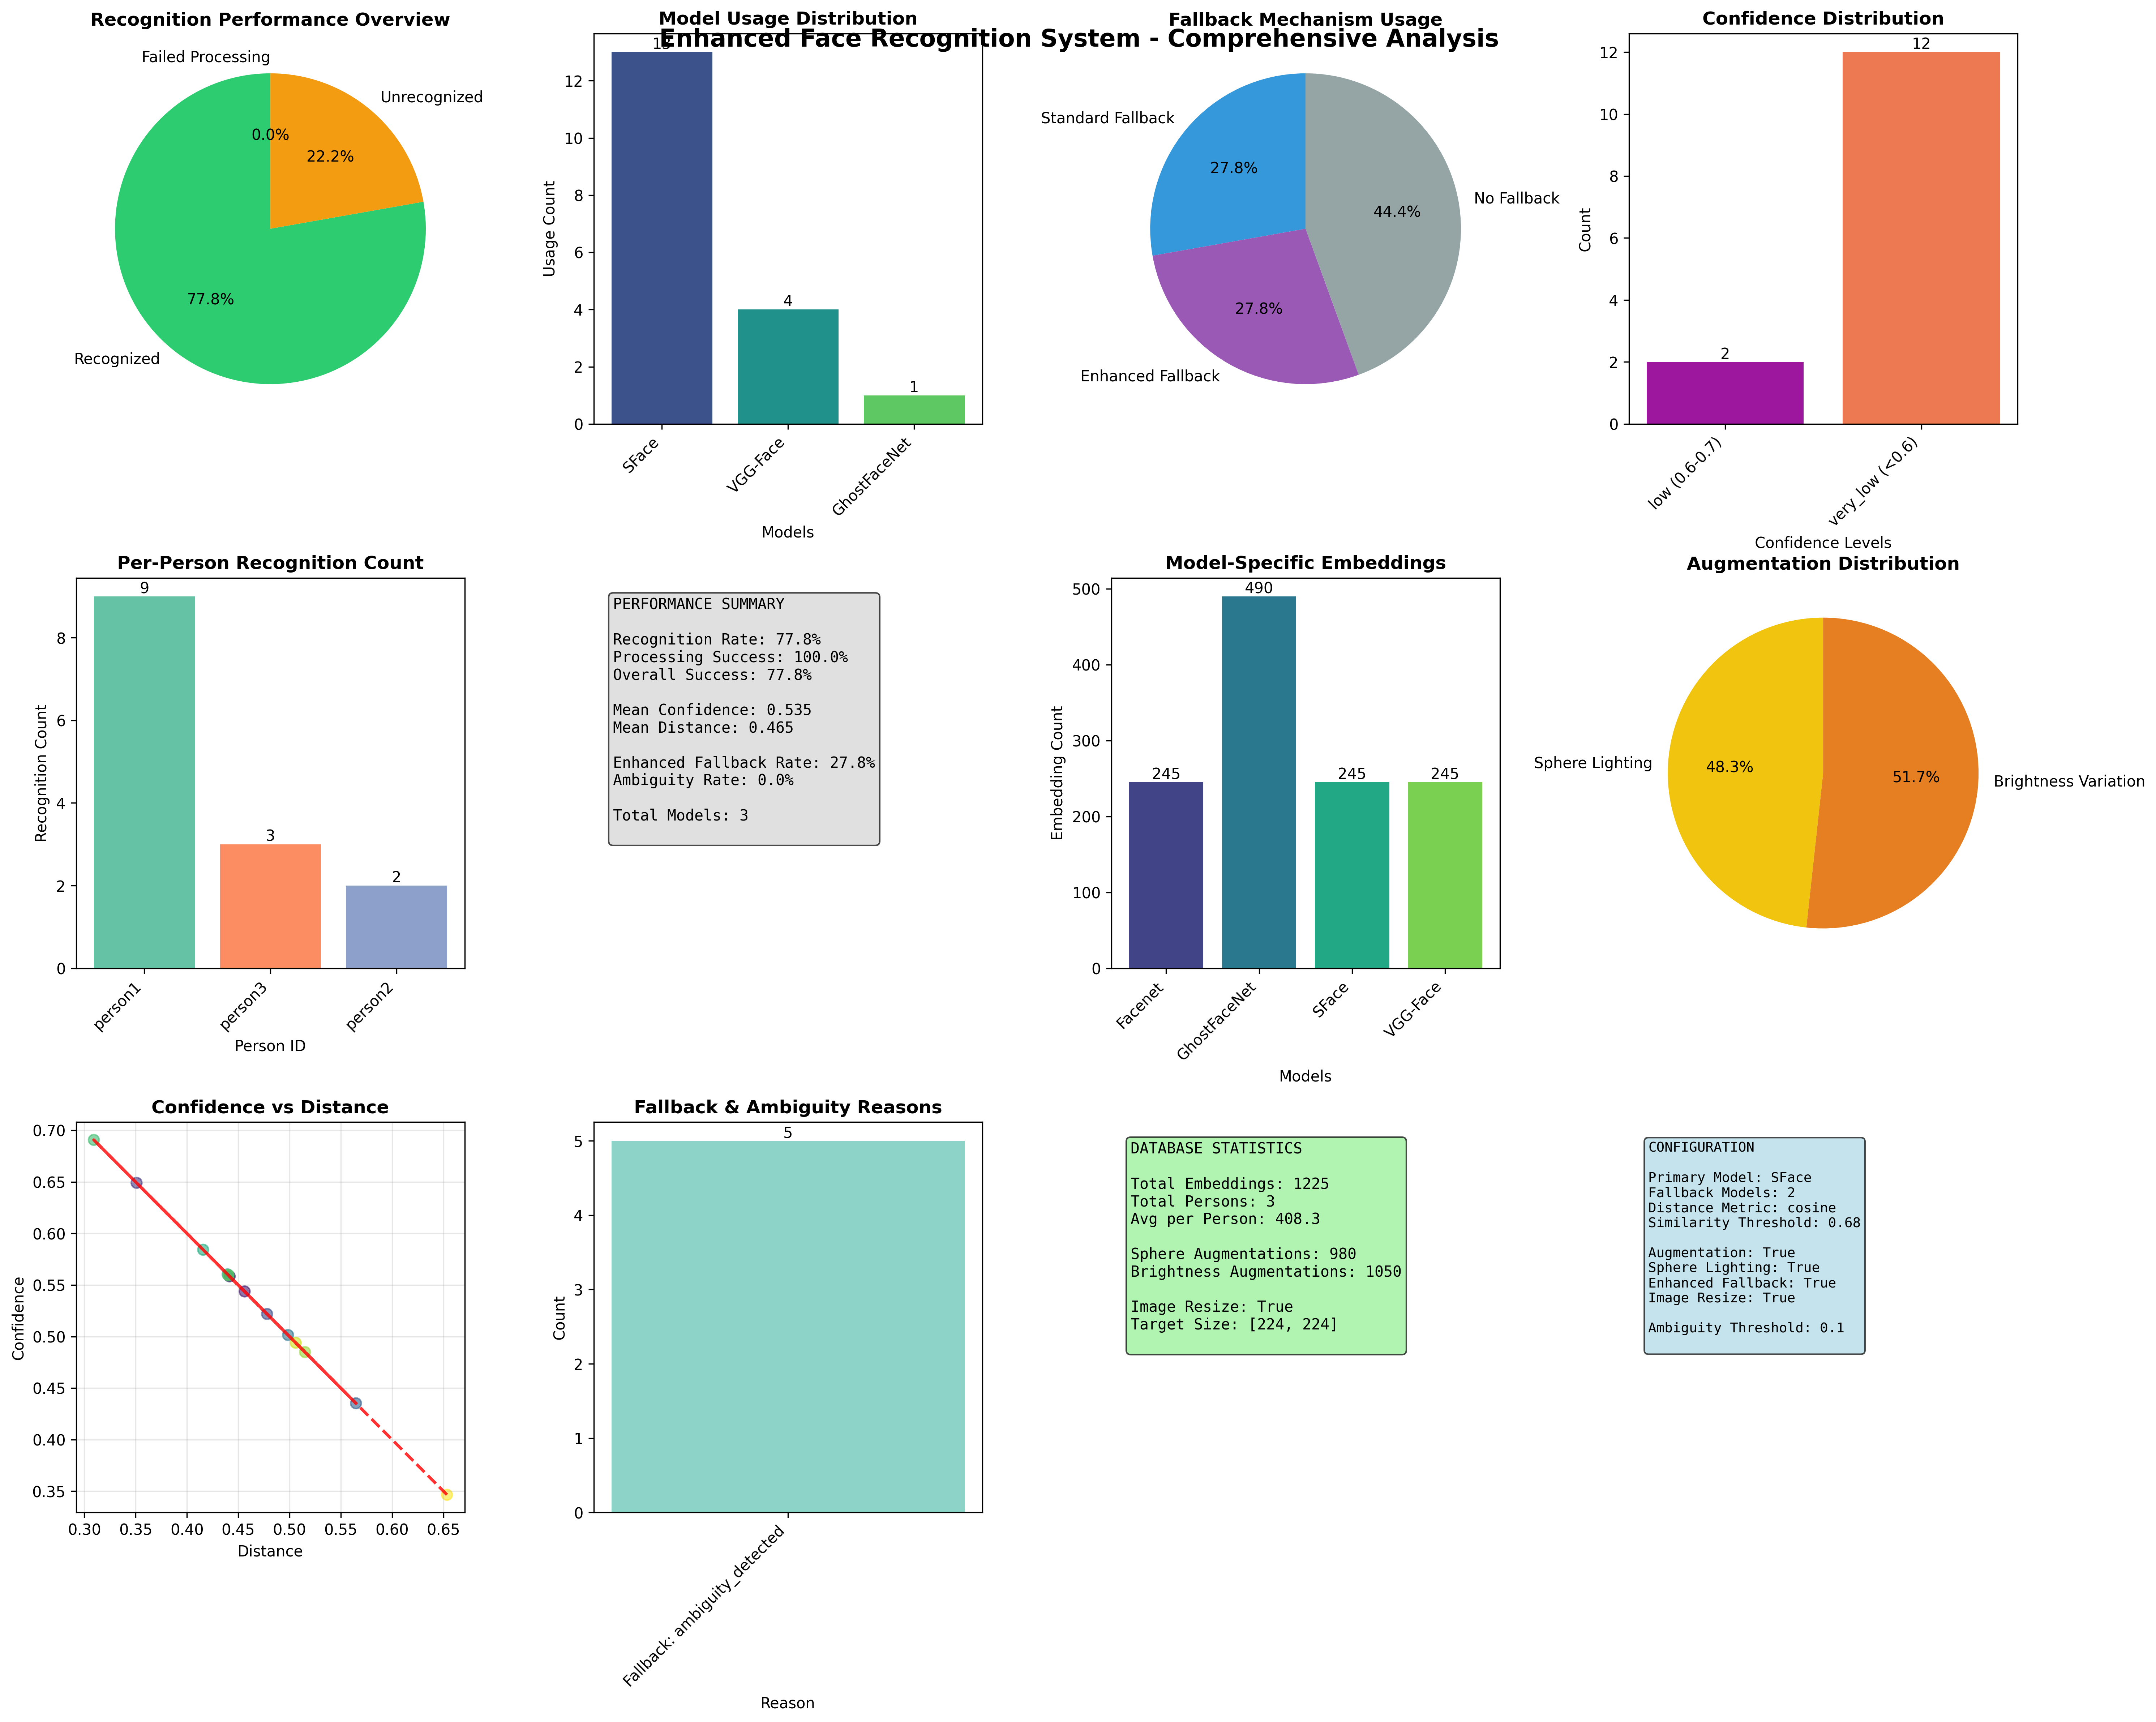 Enhanced Face Recognition System - Comprehensive Analysis
Recognition Performance Overview
Failed Processing
Unrecognized
0.0%
22.2%
77.8%
Recognized
Model Usage Distribution
13
12
10
8
6
4
2
0
4
1
Usage Count
SFace
VGG-Face
GhostFaceNet
Models
Fallback Mechanism Usage
Standard Fallback
27.8%
No Fallback
44.4%
27.8%
Enhanced Fallback
Confidence Distribution
12
10
8
6
4
2
0
12
2
Count
low (0.6-0.7)
very_low (<0.6)
Confidence Levels
Per-Person Recognition Count
9
8
6
4
2
0
3
2
Recognition Count
person1
person3
person2
Person ID
PERFORMANCE SUMMARY
Recognition Rate: 77.8%
Processing Success: 100.0%
Overall Success: 77.8%
Mean Confidence: 0.535
Mean Distance: 0.465
Enhanced Fallback Rate: 27.8%
Ambiguity Rate: 0.0%
Total Models: 3
Model-Specific Embeddings
500
400
300
200
100
0
245
490
245
245
Embedding Count
Facenet
GhostFaceNet
SFace
VGG-Face
Models
Augmentation Distribution
Sphere Lighting
48.3%
51.7%
Brightness Variation
Confidence vs Distance
0.70
0.65
0.60
0.55
0.50
0.45
0.40
0.35
Confidence
0.30 0.35 0.40 0.45 0.50 0.55 0.60 0.65
Distance
Fallback & Ambiguity Reasons
5
5
4
3
2
1
0
Count
Fallback: ambiguity_detected
Reason
DATABASE STATISTICS
Total Embeddings: 1225
Total Persons: 3
Avg per Person: 408.3
Sphere Augmentations: 980
Brightness Augmentations: 1050
Image Resize: True
Target Size: [224, 224]
CONFIGURATION
Primary Model: SFace
Fallback Models: 2
Distance Metric: cosine
Similarity Threshold: 0.68
Augmentation: True
Sphere Lighting: True
Enhanced Fallback: True
Image Resize: True
Ambiguity Threshold: 0.1